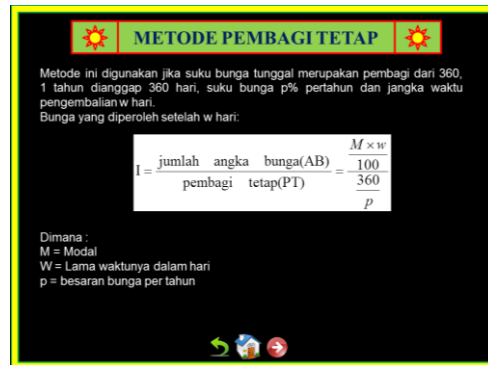 METODE PEMBAGI TETAP
Metode ini digunakan jika suku bunga tunggal merupakan pembagi dari 360,
1 tahun dianggap 360 hari, suku bunga p% pertahun dan jangka waktu
pengembalian w hari.
Bunga yang diperoleh setelah w hari:
I = jumlah angka bunga(AB) / pembagi tetap(PT) = (M × w / 100) / (360 / p)
Dimana :
M = Modal
W = Lama waktunya dalam hari
p = besaran bunga per tahun